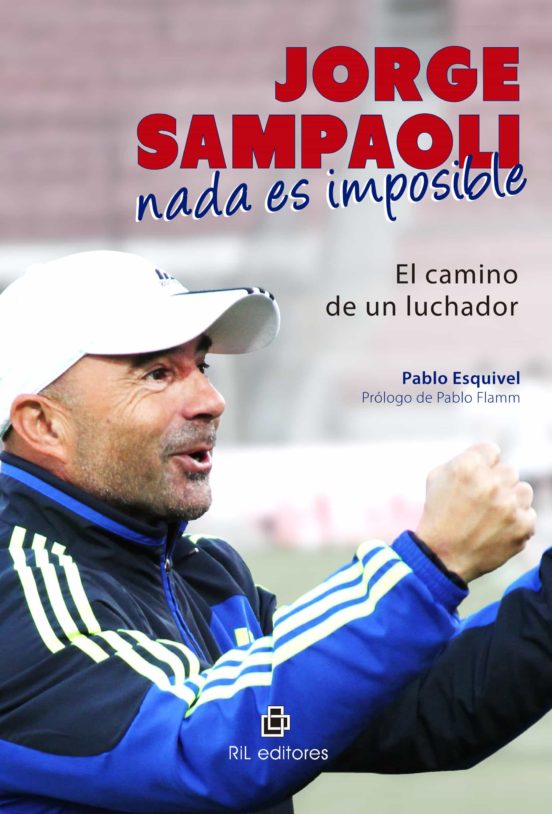 JORGE
SAMPAOLI
nada es imposible
El camino
de un luchador
Pablo Esquivel
Prólogo de Pablo Flamm
RiL editores